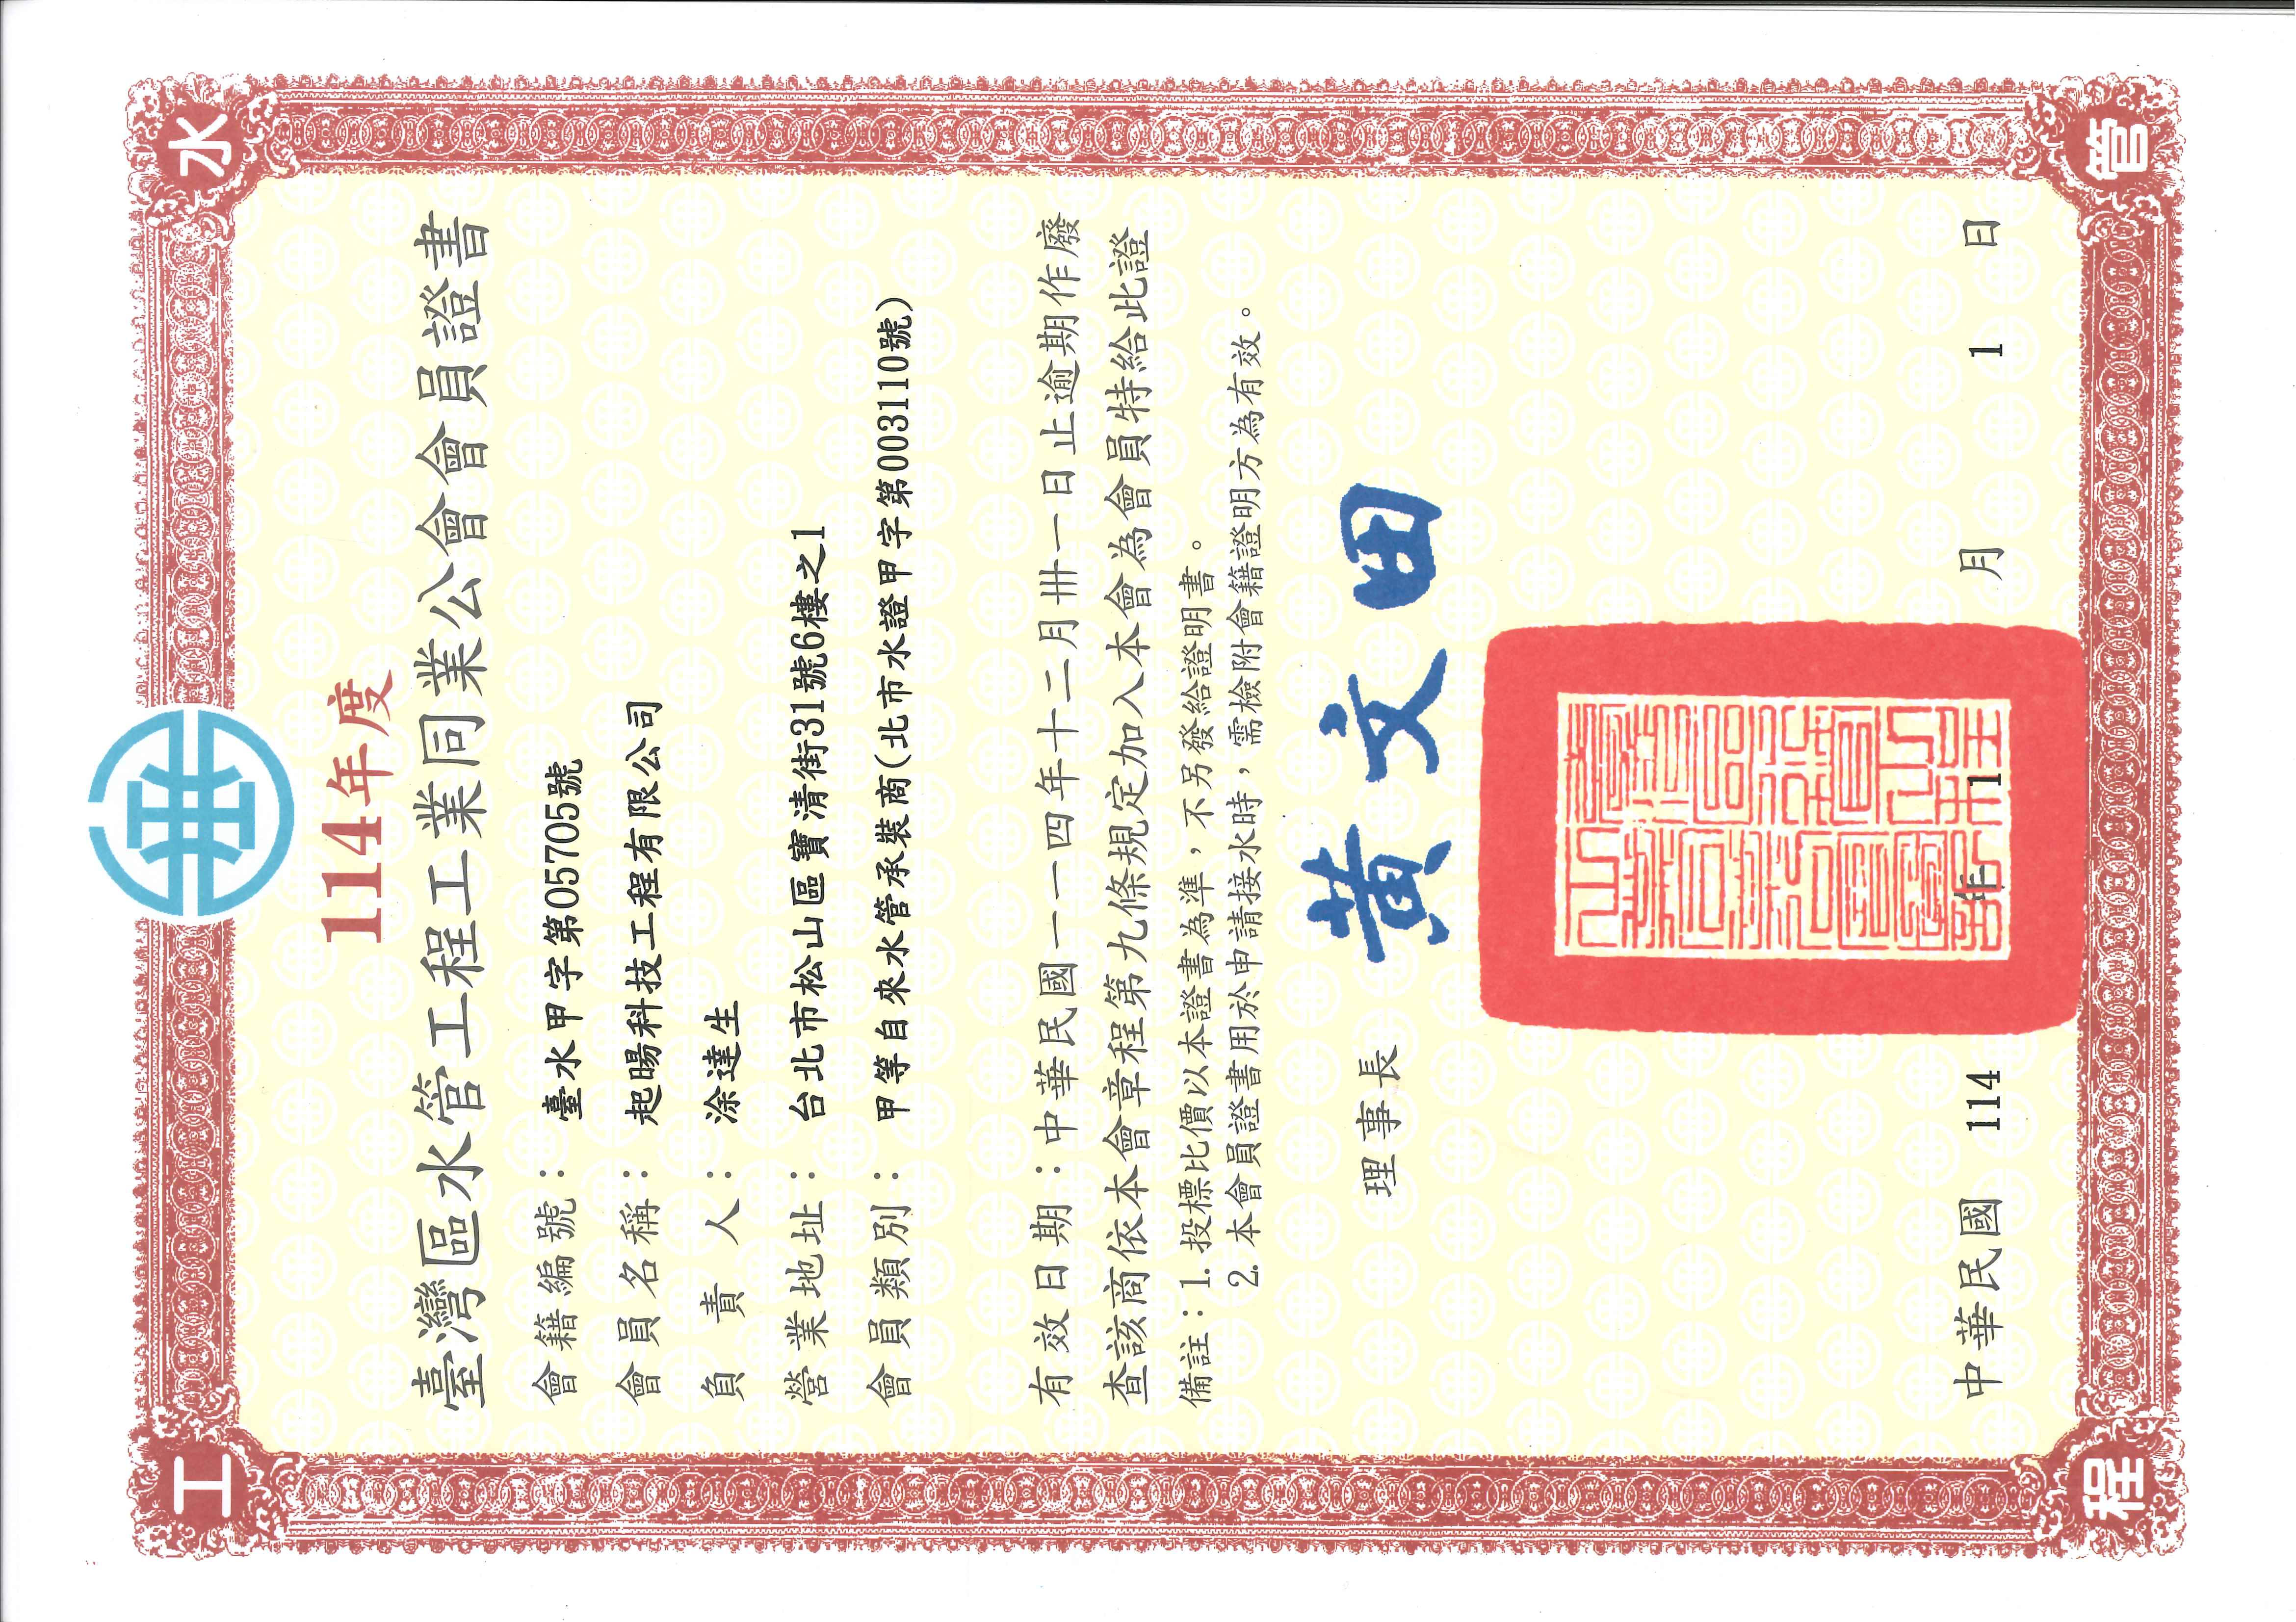 水
管
工
程
114年度
臺灣區水管工程工業同業公會會員證書
會籍編號：臺水甲字第05705號
會員名稱：起暘科技工程有限公司
負責人：涂達生
營業地址：台北市松山區寶清街31號6樓之1
會員類別：甲等自來水管承裝商(北市水證甲字第003110號)
有效日期：中華民國一一四年十二月卅一日止逾期作廢
查該商依本會章程第九條規定加入本會為會員特給此證
備註：1. 投標比價以本證書為準，不另發給證明書。
2. 本會員證書用於申請接水時，需檢附會籍證明方為有效。
理事長 黃文田
臺灣區水管工程
工業同業公會圖記
中華民國 114 年 1 月 1 日